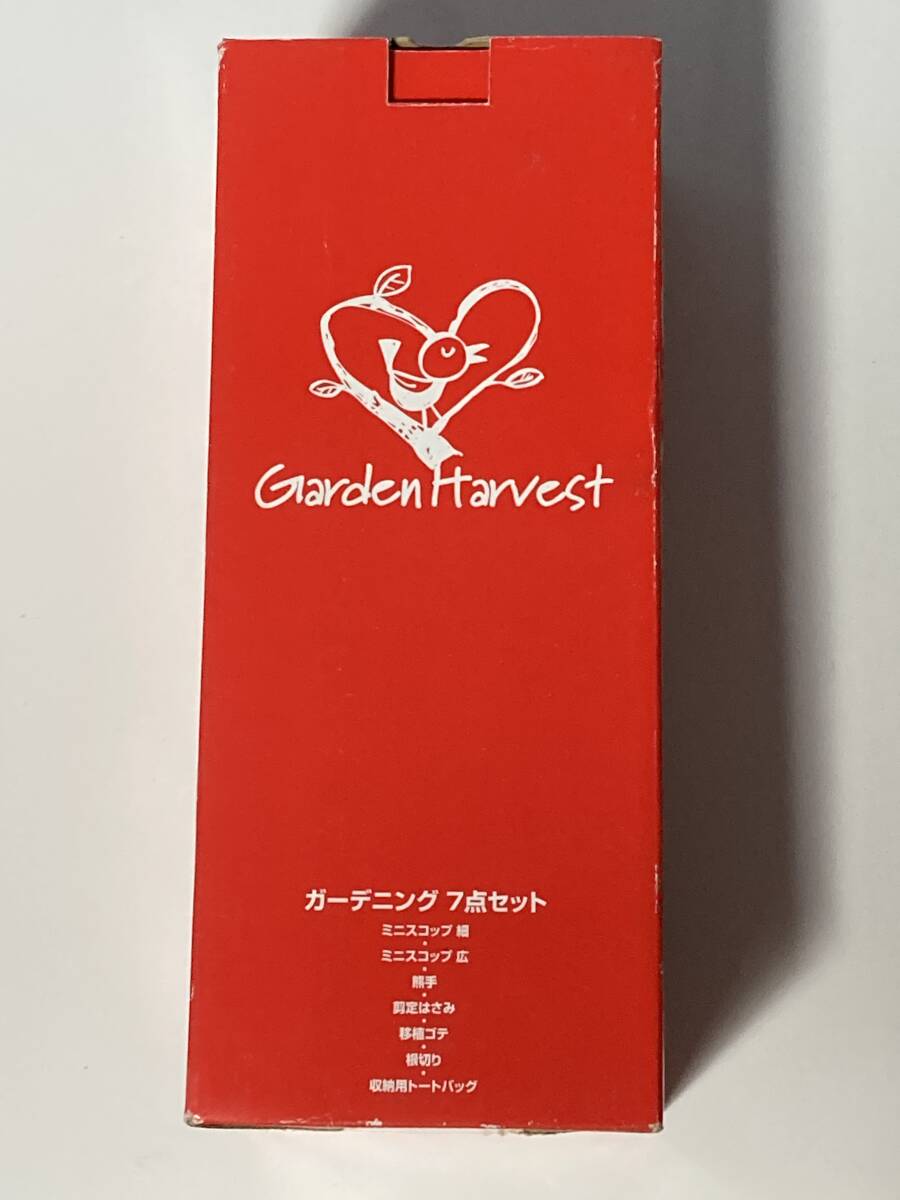 Garden Harvest
ガーデニング 7点セット
ミニスコップ 細
・
ミニスコップ 広
・
熊手
・
剪定はさみ
・
移植ゴテ
・
根切り
・
収納用トートバッグ